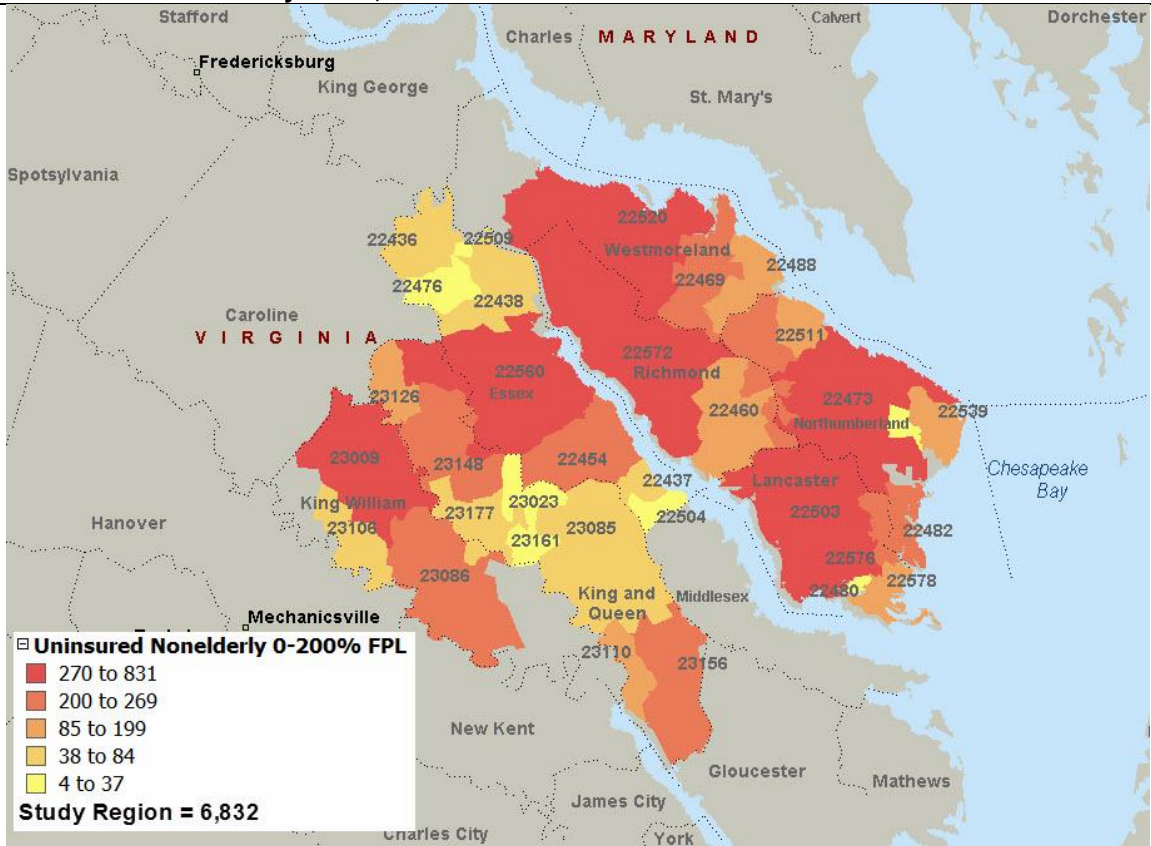 Stafford
Calvert
Dorchester
Charles
MARYLAND
Fredericksburg
King George
St. Mary's
Spotsylvania
22520
22436
22509
Westmoreland
22488
22469
22476
22438
Caroline
22511
VIRGINIA
22572
22560
Richmond
Essex
23126
22473
22460
22539
Northumberland
23009
23148
22454
Chesapeake
Bay
22437
Lancaster
King William
23023
23177
22503
22504
Hanover
23106
23085
22482
23161
22576
23086
22578
22480
King and
Queen
Middlesex
Mechanicsville
23110
23156
Uninsured Nonelderly 0-200% FPL
270 to 831
200 to 269
85 to 199
38 to 84
4 to 37
Study Region = 6,832
New Kent
Gloucester
Mathews
James City
Charles City
York